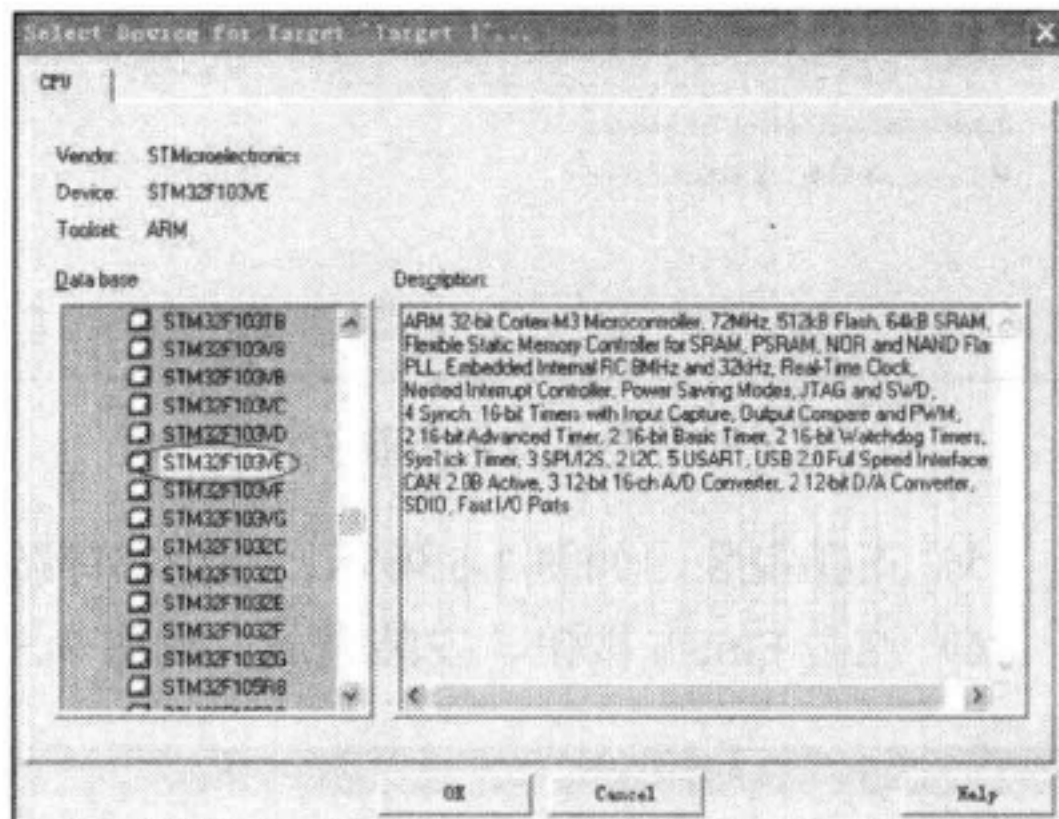 Select Device for Target 'Target 1'...
CPU
Vendor: STMicroelectronics
Device: STM32F103VE
Toolset: ARM
Data base
Description:
STM32F103TB
STM32F103V8
STM32F103VB
STM32F103VC
STM32F103VD
STM32F103VE
STM32F103VF
STM32F103VG
STM32F103ZC
STM32F103ZD
STM32F103ZE
STM32F103ZF
STM32F103ZG
STM32F105R8
ARM 32-bit Cortex-M3 Microcontroller, 72MHz, 512kB Flash, 64kB SRAM,
Flexible Static Memory Controller for SRAM, PSRAM, NOR and NAND Fla
PLL, Embedded Internal RC 8MHz and 32kHz, Real-Time Clock,
Nested Interrupt Controller, Power Saving Modes, JTAG and SWD,
4 Synch. 16-bit Timers with Input Capture, Output Compare and PWM,
2 16-bit Advanced Timer, 2 16-bit Basic Timer, 2 16-bit Watchdog Timers,
SysTick Timer, 3 SPI/I2S, 2 I2C, 5 USART, USB 2.0 Full Speed Interface
CAN 2.0B Active, 3 12-bit 16-ch A/D Converter, 2 12-bit D/A Converter,
SDIO, Fast I/O Ports
OK
Cancel
Help